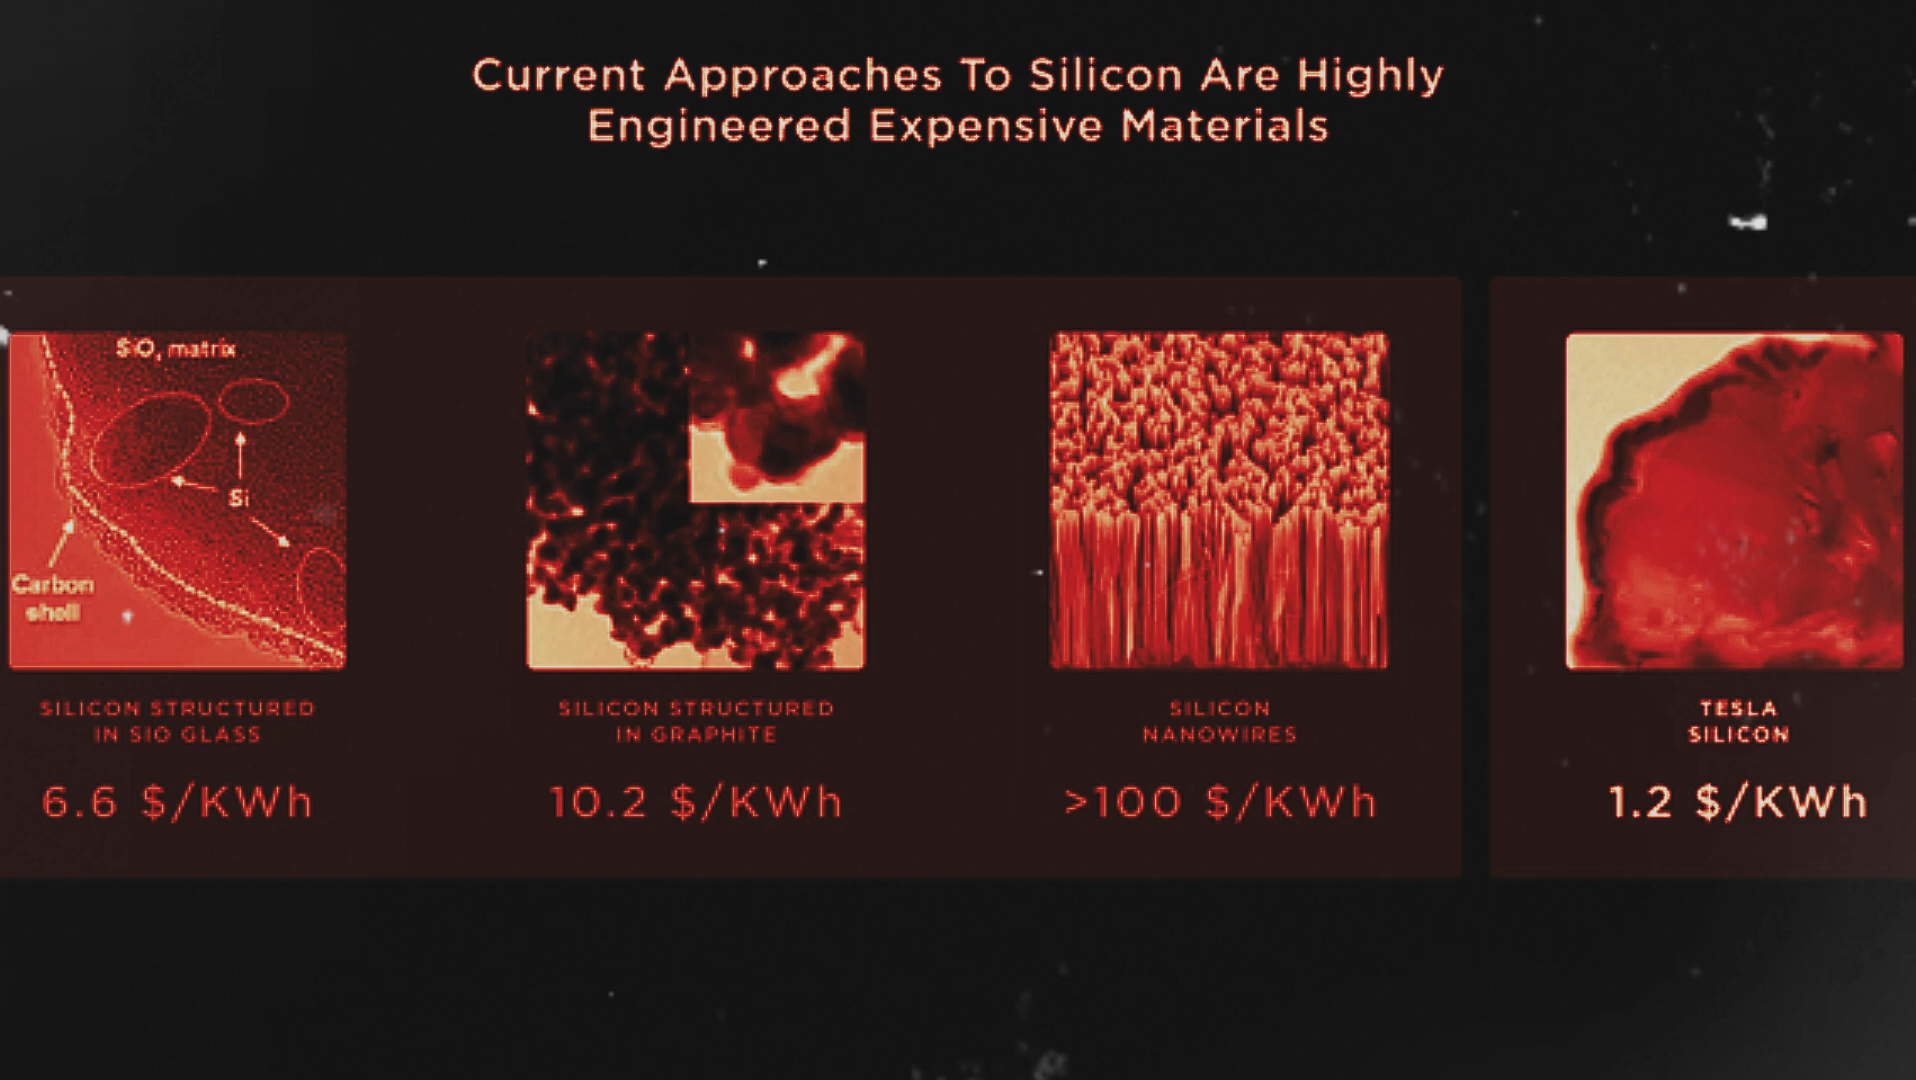 Current Approaches To Silicon Are Highly
Engineered Expensive Materials
SiOx matrix
Si
Carbon
shell
SILICON STRUCTURED
IN SIO GLASS
6.6 $/KWh
SILICON STRUCTURED
IN GRAPHITE
10.2 $/KWh
SILICON
NANOWIRES
>100 $/KWh
TESLA
SILICON
1.2 $/KWh